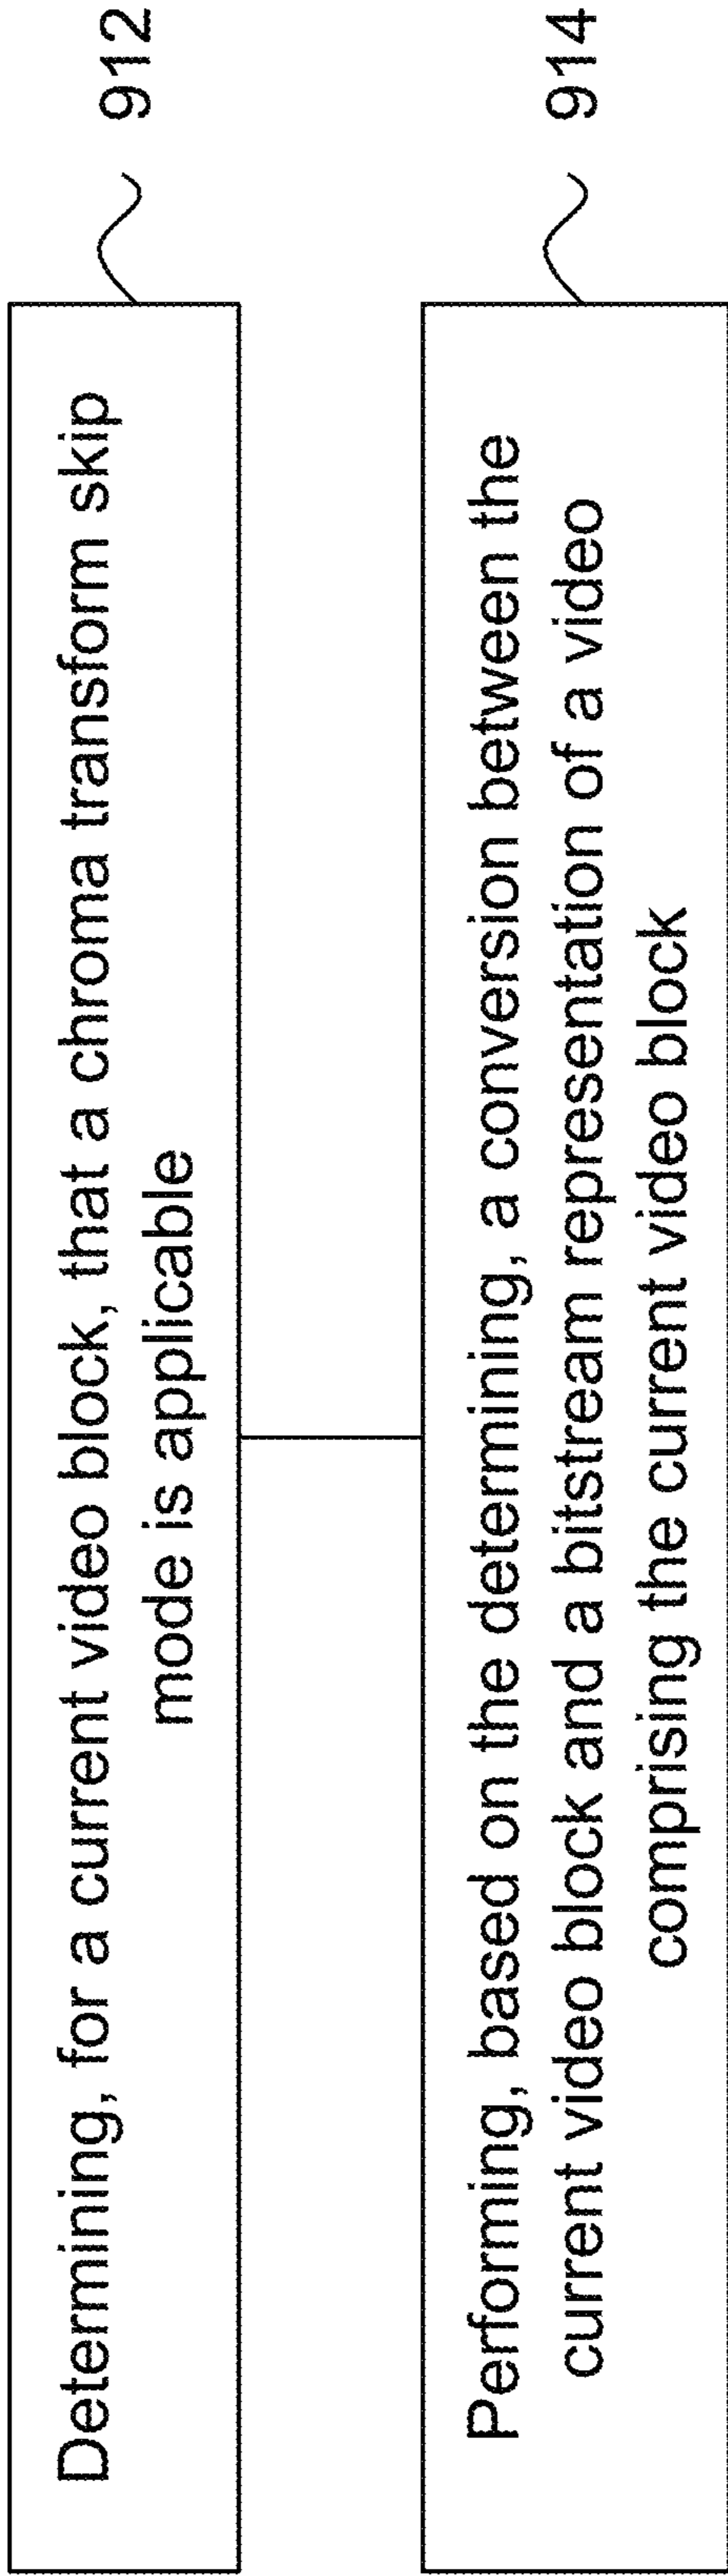 Determining, for a current video block, that a chroma transform skip
mode is applicable
912
Performing, based on the determining, a conversion between the
current video block and a bitstream representation of a video
comprising the current video block
914